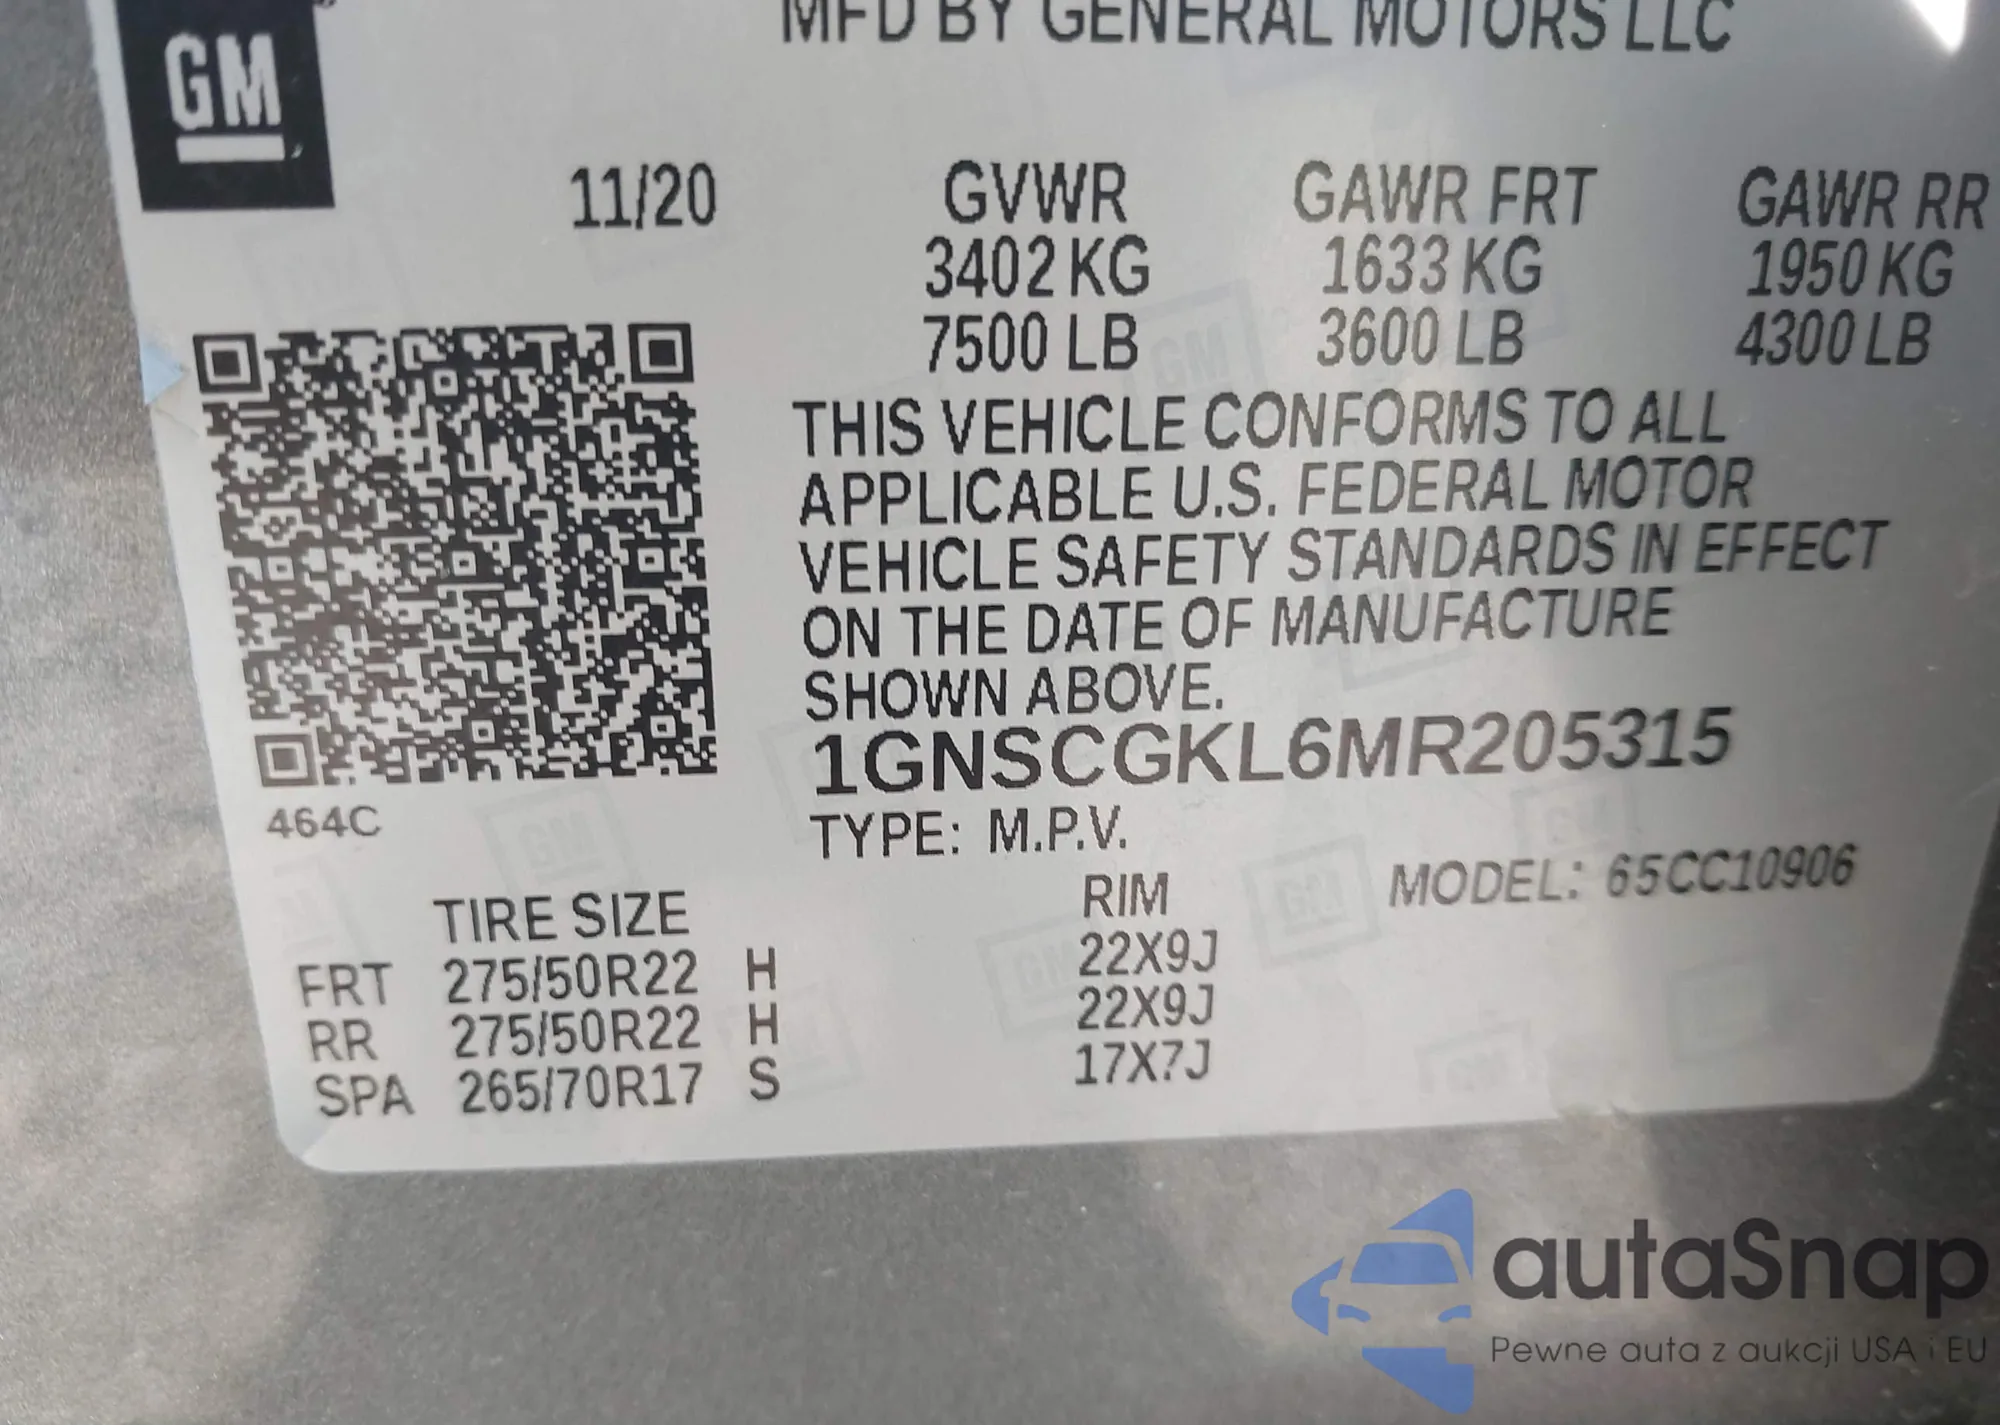 MFD BY GENERAL MOTORS LLC
GM
11/20 GVWR GAWR FRT GAWR RR
3402 KG 1633 KG 1950 KG
7500 LB 3600 LB 4300 LB
THIS VEHICLE CONFORMS TO ALL
APPLICABLE U.S. FEDERAL MOTOR
VEHICLE SAFETY STANDARDS IN EFFECT
ON THE DATE OF MANUFACTURE
SHOWN ABOVE.
1GNSCGKL6MR205315
464C
TYPE: M.P.V.
MODEL: 65CC10906
TIRE SIZE RIM
FRT 275/50R22 H 22X9J
RR 275/50R22 H 22X9J
SPA 265/70R17 S 17X7J
autaSnap
Pewne auta z aukcji USA i EU